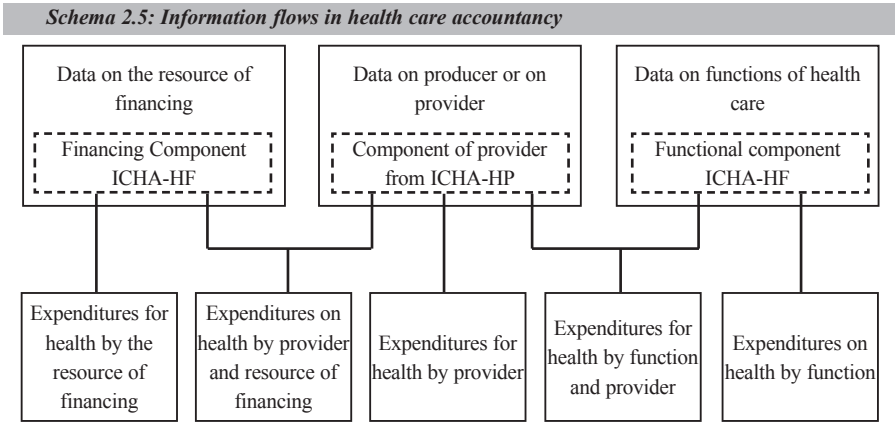 Schema 2.5: Information flows in health care accountancy
Data on the resource of
financing
Financing Component
ICHA-HF
Data on producer or on
provider
Component of provider
from ICHA-HP
Data on functions of health
care
Functional component
ICHA-HF
Expenditures for
health by the
resource of
financing
Expenditures on
health by provider
and resource of
financing
Expenditures for
health by provider
Expenditures for
health by function
and provider
Expenditures on
health by function